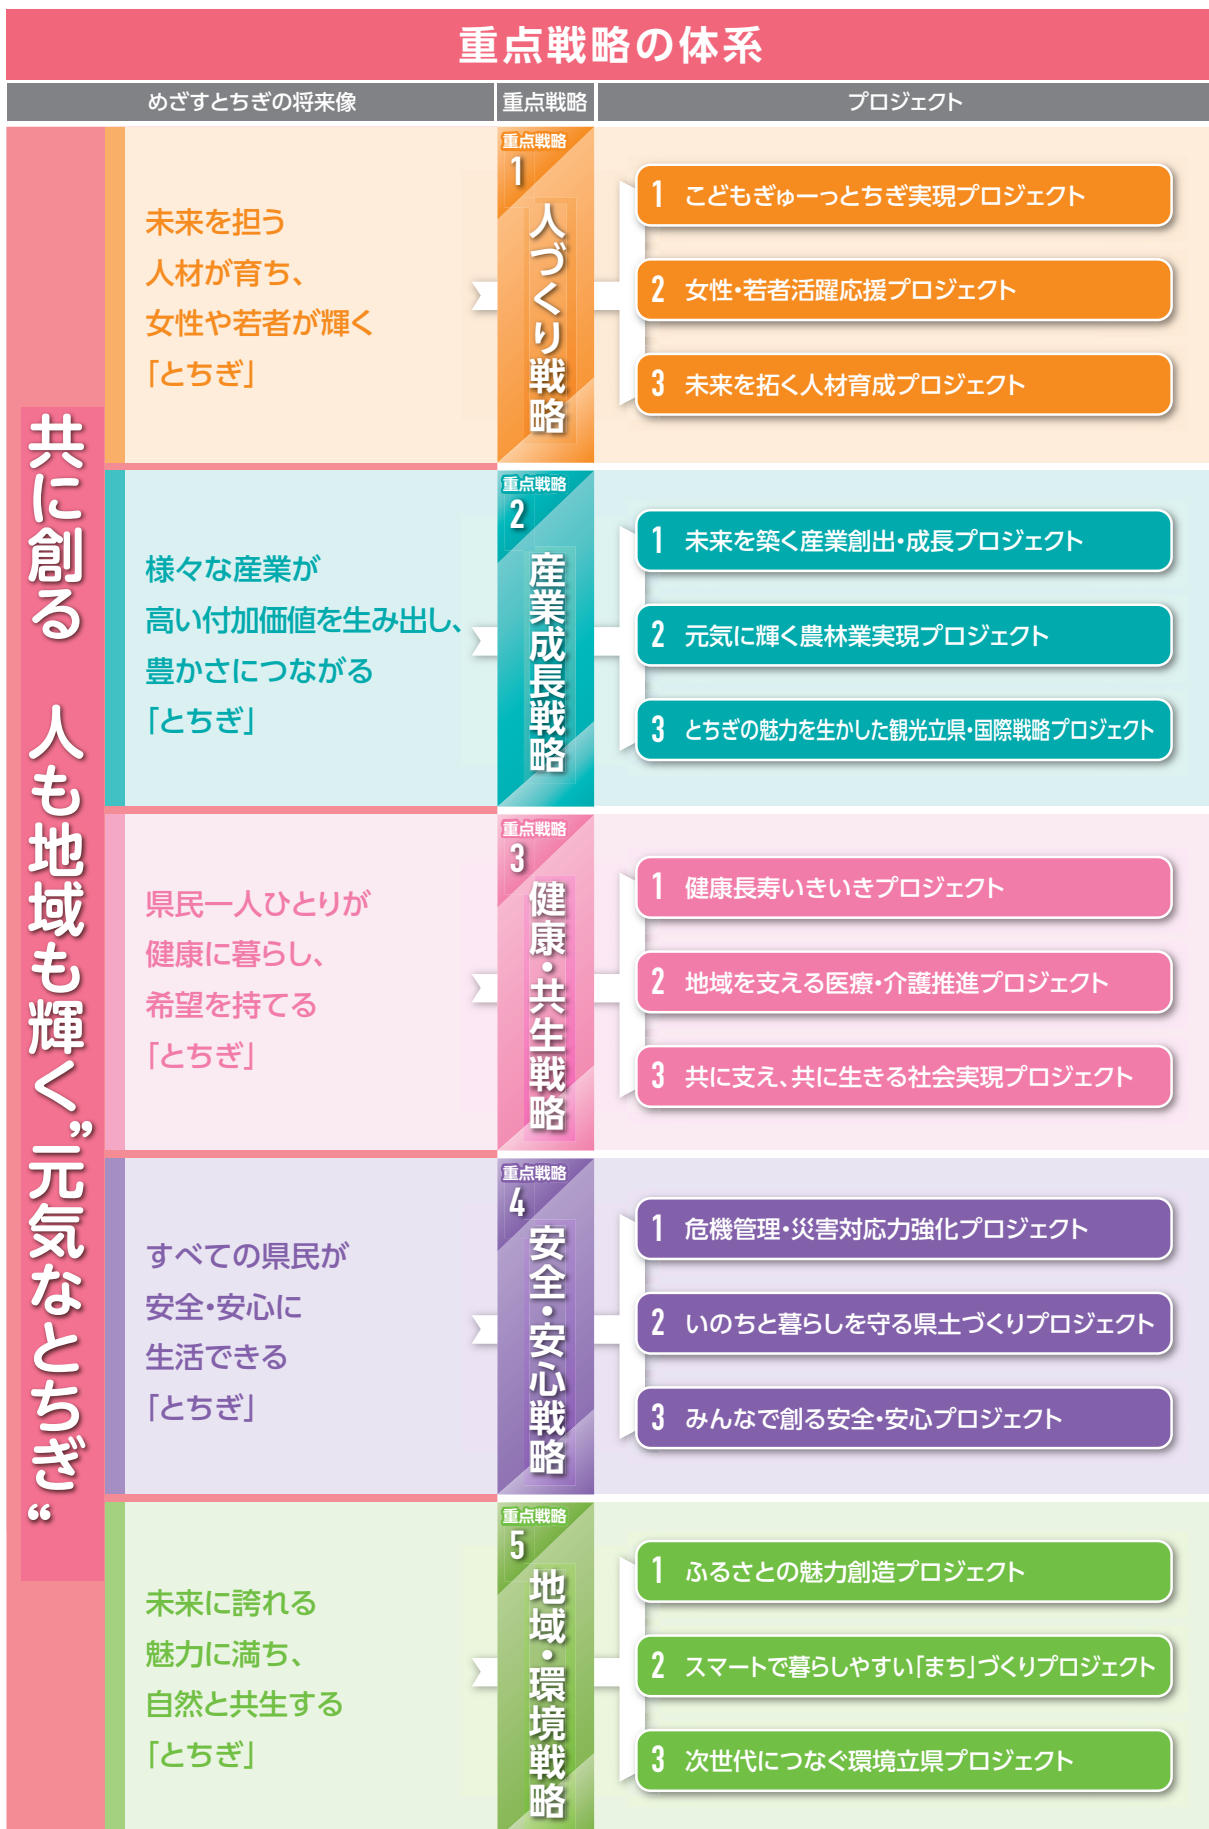 重点戦略の体系
めざすとちぎの将来像
重点戦略
プロジェクト
共に創る　人も地域も輝く”元気なとちぎ“
未来を担う
人材が育ち、
女性や若者が輝く
「とちぎ」
重点戦略
1
人づくり戦略
1 こどもぎゅーっととちぎ実現プロジェクト
2 女性・若者活躍応援プロジェクト
3 未来を拓く人材育成プロジェクト
様々な産業が
高い付加価値を生み出し、
豊かさにつながる
「とちぎ」
重点戦略
2
産業成長戦略
1 未来を築く産業創出・成長プロジェクト
2 元気に輝く農林業実現プロジェクト
3 とちぎの魅力を生かした観光立県・国際戦略プロジェクト
県民一人ひとりが
健康に暮らし、
希望を持てる
「とちぎ」
重点戦略
3
健康・共生戦略
1 健康長寿いきいきプロジェクト
2 地域を支える医療・介護推進プロジェクト
3 共に支え、共に生きる社会実現プロジェクト
すべての県民が
安全・安心に
生活できる
「とちぎ」
重点戦略
4
安全・安心戦略
1 危機管理・災害対応力強化プロジェクト
2 いのちと暮らしを守る県土づくりプロジェクト
3 みんなで創る安全・安心プロジェクト
未来に誇れる
魅力に満ち、
自然と共生する
「とちぎ」
重点戦略
5
地域・環境戦略
1 ふるさとの魅力創造プロジェクト
2 スマートで暮らしやすい「まち」づくりプロジェクト
3 次世代につなぐ環境立県プロジェクト